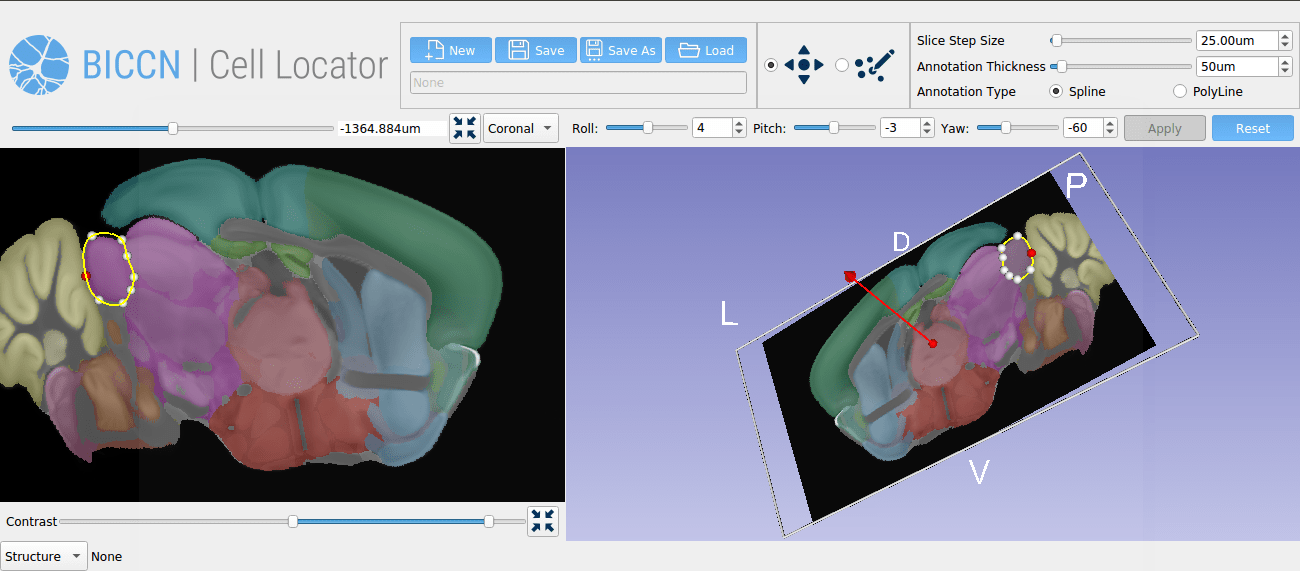 BICCN | Cell Locator
New Save Save As Load
None
Slice Step Size 25.00um
Annotation Thickness 50um
Annotation Type Spline PolyLine
-1364.884um Coronal Roll: 4 Pitch: -3 Yaw: -60 Apply Reset
P
D
L
V
Contrast
Structure None